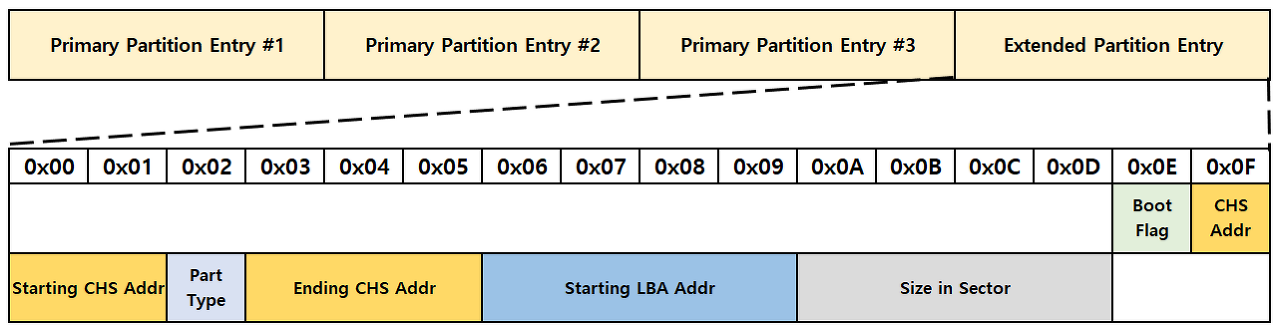 Primary Partition Entry #1 Primary Partition Entry #2 Primary Partition Entry #3 Extended Partition Entry
0x00 0x01 0x02 0x03 0x04 0x05 0x06 0x07 0x08 0x09 0x0A 0x0B 0x0C 0x0D 0x0E 0x0F
Boot Flag CHS Addr
Starting CHS Addr Part Type Ending CHS Addr Starting LBA Addr Size in Sector